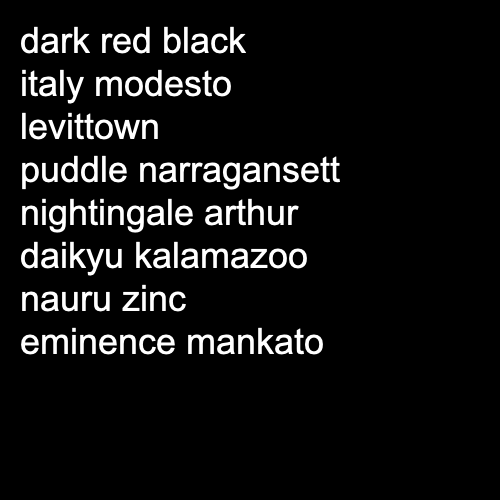 dark red black
italy modesto
levittown
puddle narragansett
nightingale arthur
daikyu kalamazoo
nauru zinc
eminence mankato